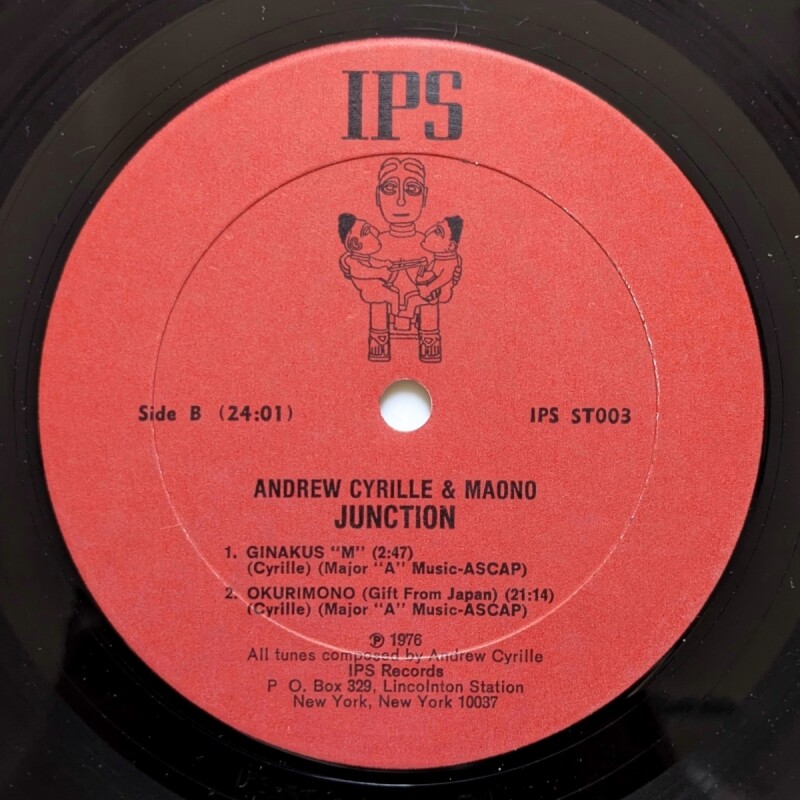 IPS
Side B (24:01)
IPS ST003
ANDREW CYRILLE & MAONO
JUNCTION
1. GINAKUS "M" (2:47)
(Cyrille) (Major "A" Music-ASCAP)
2. OKURIMONO (Gift From Japan) (21:14)
(Cyrille) (Major "A" Music-ASCAP)
℗ 1976
All tunes composed by Andrew Cyrille
IPS Records
P O. Box 329, Lincolnton Station
New York, New York 10037